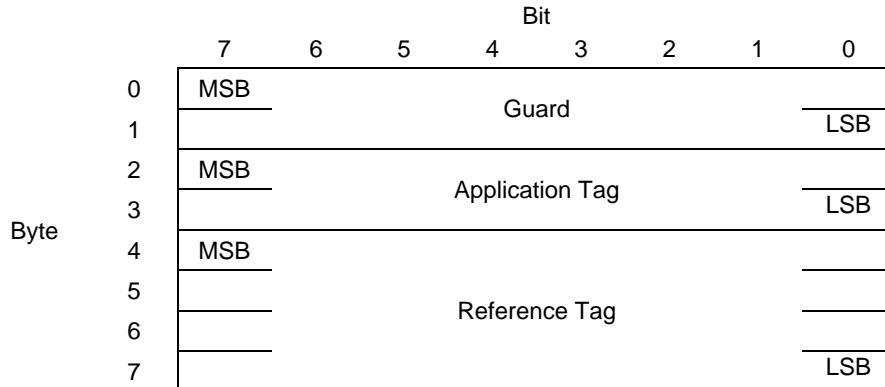 Bit
7 6 5 4 3 2 1 0
0 MSB
Guard
1 LSB
2 MSB
Application Tag
3 LSB
Byte
4 MSB
5
Reference Tag
6
7 LSB